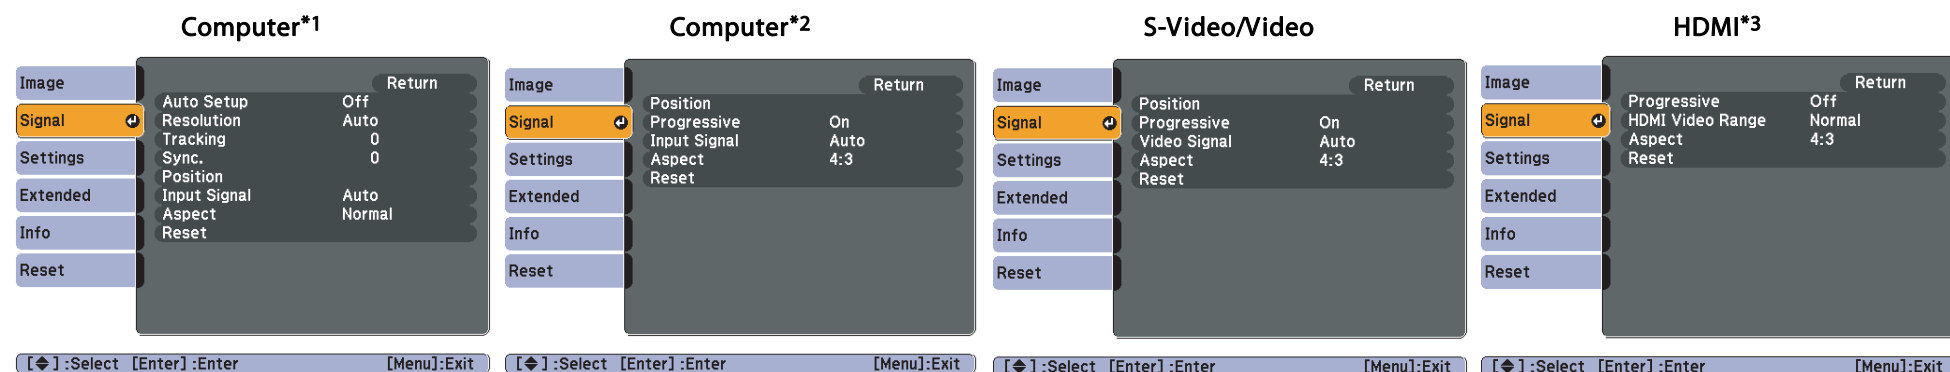 Computer*1
Image
Signal
Settings
Extended
Info
Reset
Return
Auto Setup Off
Resolution Auto
Tracking 0
Sync. 0
Position
Input Signal Auto
Aspect Normal
Reset
[◆] :Select [Enter] :Enter [Menu]:Exit
Computer*2
Image
Signal
Settings
Extended
Info
Reset
Return
Position
Progressive On
Input Signal Auto
Aspect 4:3
Reset
[◆] :Select [Enter] :Enter [Menu]:Exit
S-Video/Video
Image
Signal
Settings
Extended
Info
Reset
Return
Position
Progressive On
Video Signal Auto
Aspect 4:3
Reset
[◆] :Select [Enter] :Enter [Menu]:Exit
HDMI*3
Image
Signal
Settings
Extended
Info
Reset
Return
Progressive Off
HDMI Video Range Normal
Aspect 4:3
Reset
[◆] :Select [Enter] :Enter [Menu]:Exit